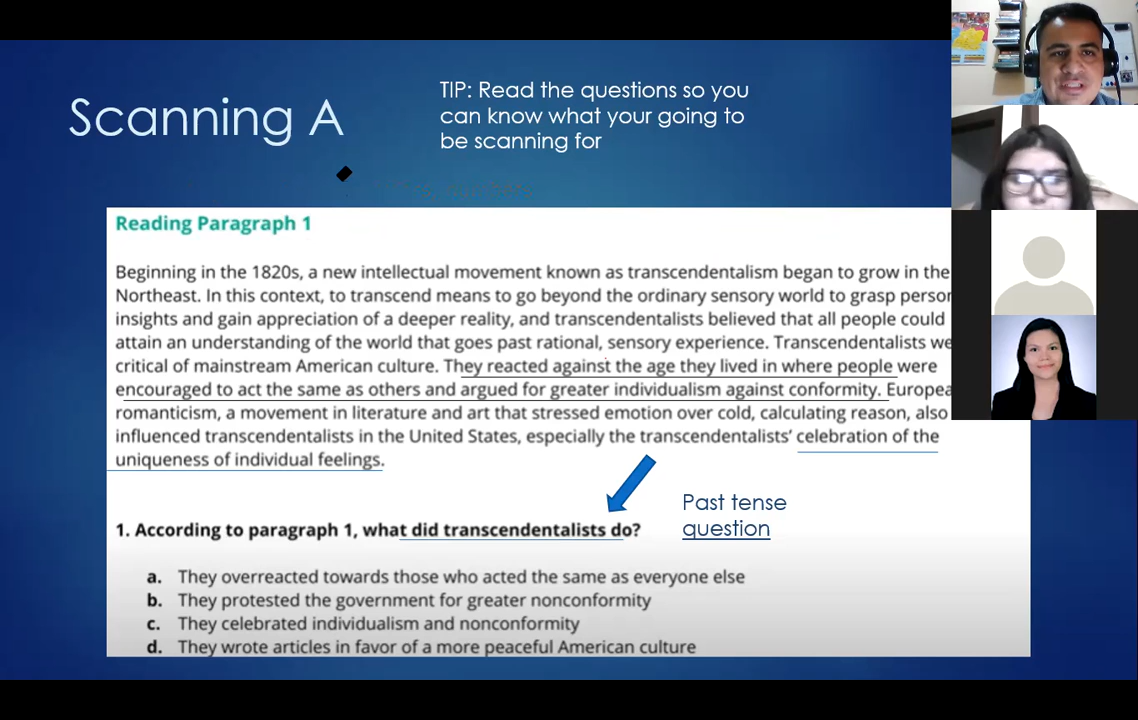 Scanning A
TIP: Read the questions so you
can know what your going to
be scanning for
Reading Paragraph 1
Beginning in the 1820s, a new intellectual movement known as transcendentalism began to grow in the
Northeast. In this context, to transcend means to go beyond the ordinary sensory world to grasp
insights and gain appreciation of a deeper reality, and transcendentalists believed that all people could
attain an understanding of the world that goes past rational, sensory experience. Transcendentalists
critical of mainstream American culture. They reacted against the age they lived in where people were
encouraged to act the same as others and argued for greater individualism against conformity.
romanticism, a movement in literature and art that stressed emotion over cold, calculating reason, also
influenced transcendentalists in the United States, especially the transcendentalists' celebration of the
uniqueness of individual feelings.
1. According to paragraph 1, what did transcendentalists do?
Past tense
question
a. They overreacted towards those who acted the same as everyone else
b. They protested the government for greater nonconformity
c. They celebrated individualism and nonconformity
d. They wrote articles in favor of a more peaceful American culture